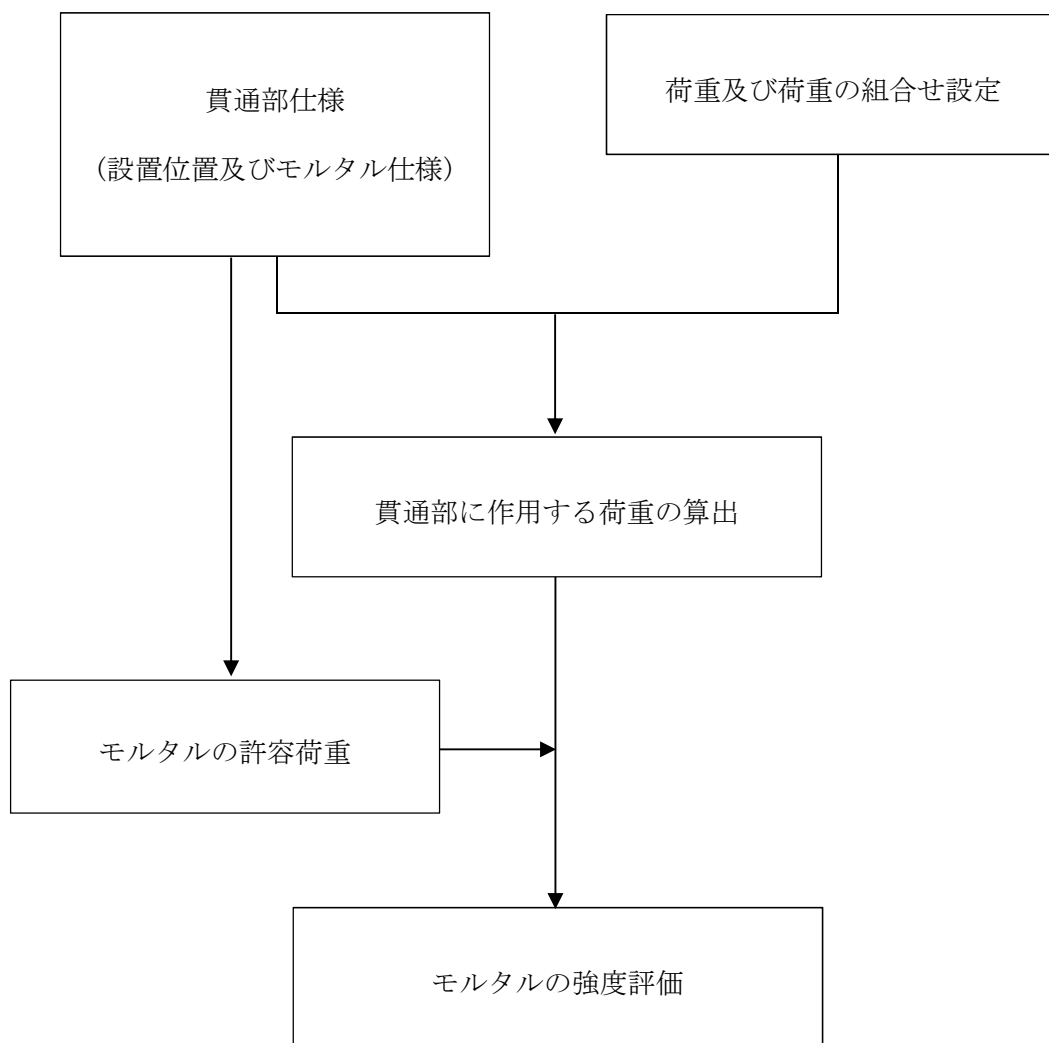 貫通部仕様
(設置位置及びモルタル仕様)
荷重及び荷重の組合せ設定
貫通部に作用する荷重の算出
モルタルの許容荷重
モルタルの強度評価